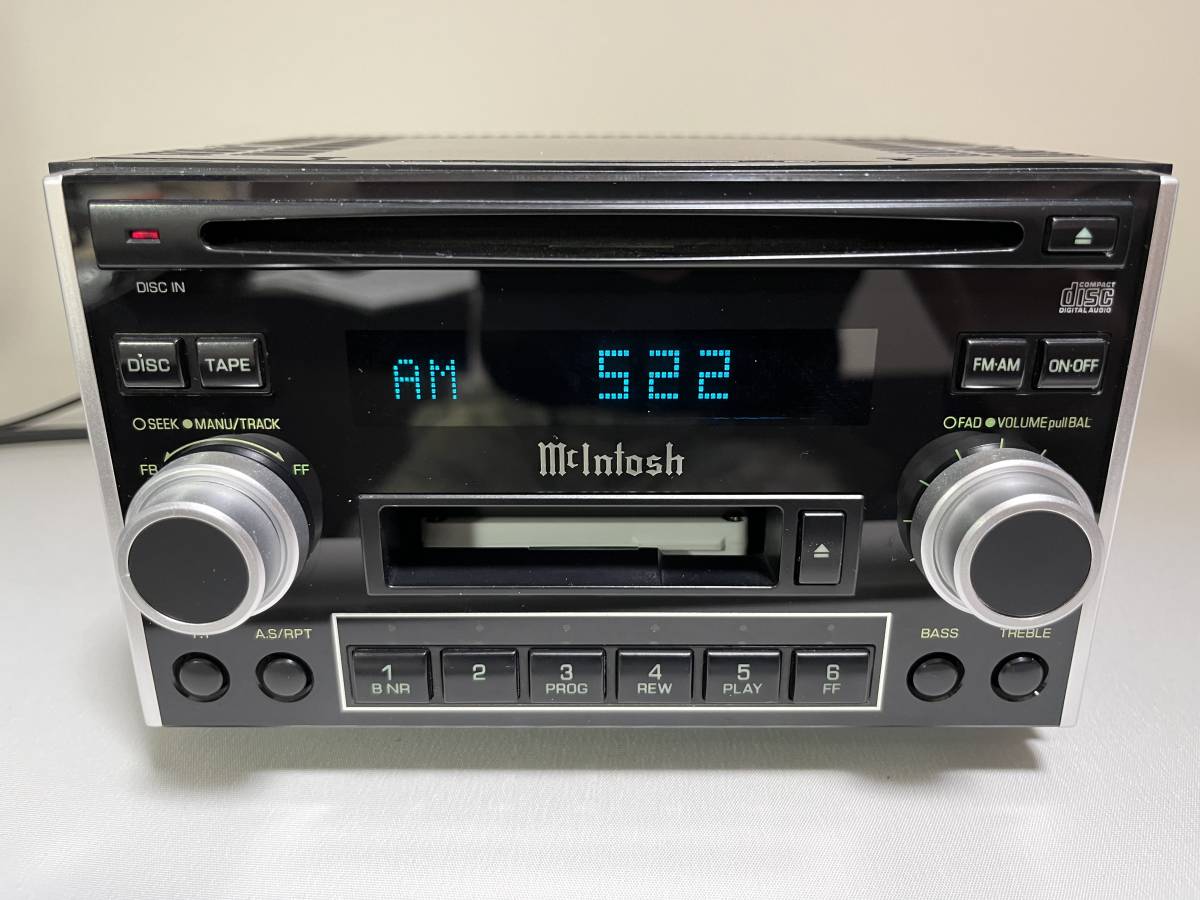 DISC IN
COMPACT
disc
DIGITAL AUDIO
DISC
TAPE
AM 522
FM·AM
ON·OFF
SEEK MANU/TRACK
FAD VOLUME pull BAL
FB
FF
McIntosh
A.S/RPT
BASS
TREBLE
1
B NR
2
3
PROG
4
REW
5
PLAY
6
FF